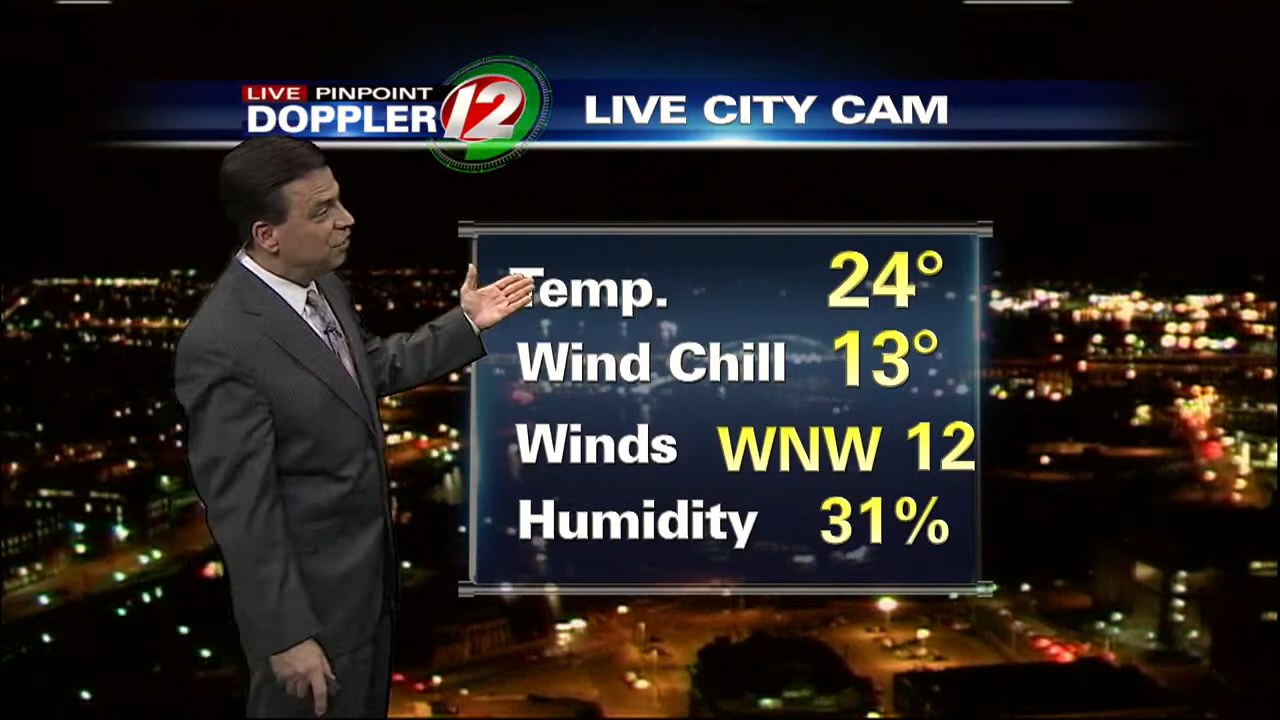 LIVE PINPOINT
DOPPLER 12
LIVE CITY CAM
Temp. 24°
Wind Chill 13°
Winds WNW 12
Humidity 31%